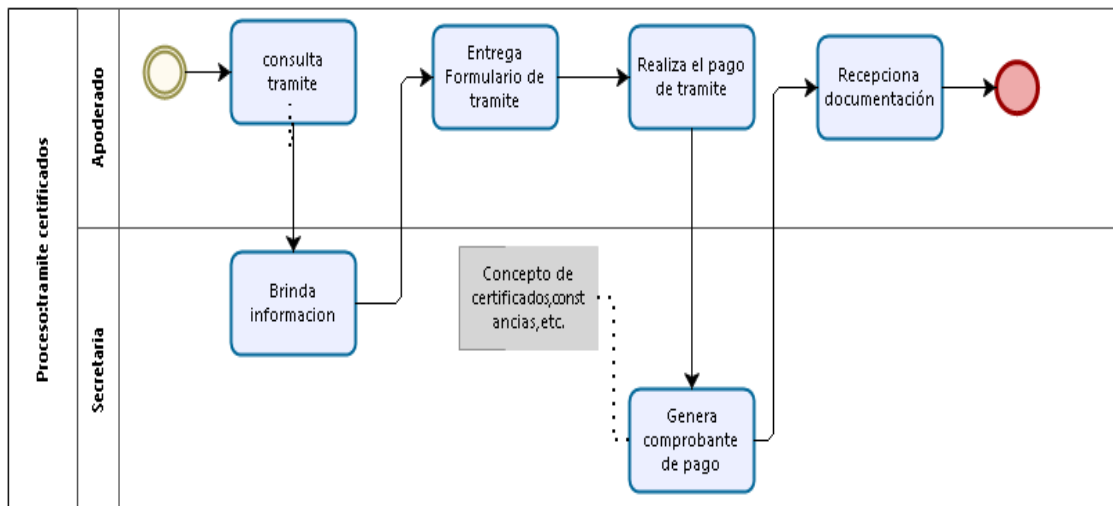 Proceso:tramite certificados
Apoderado
consulta
tramite
Entrega
Formulario de
tramite
Realiza el pago
de tramite
Recepciona
documentación
Secretaria
Brinda
informacion
Concepto de
certificados,const
ancias,etc.
Genera
comprobante
de pago